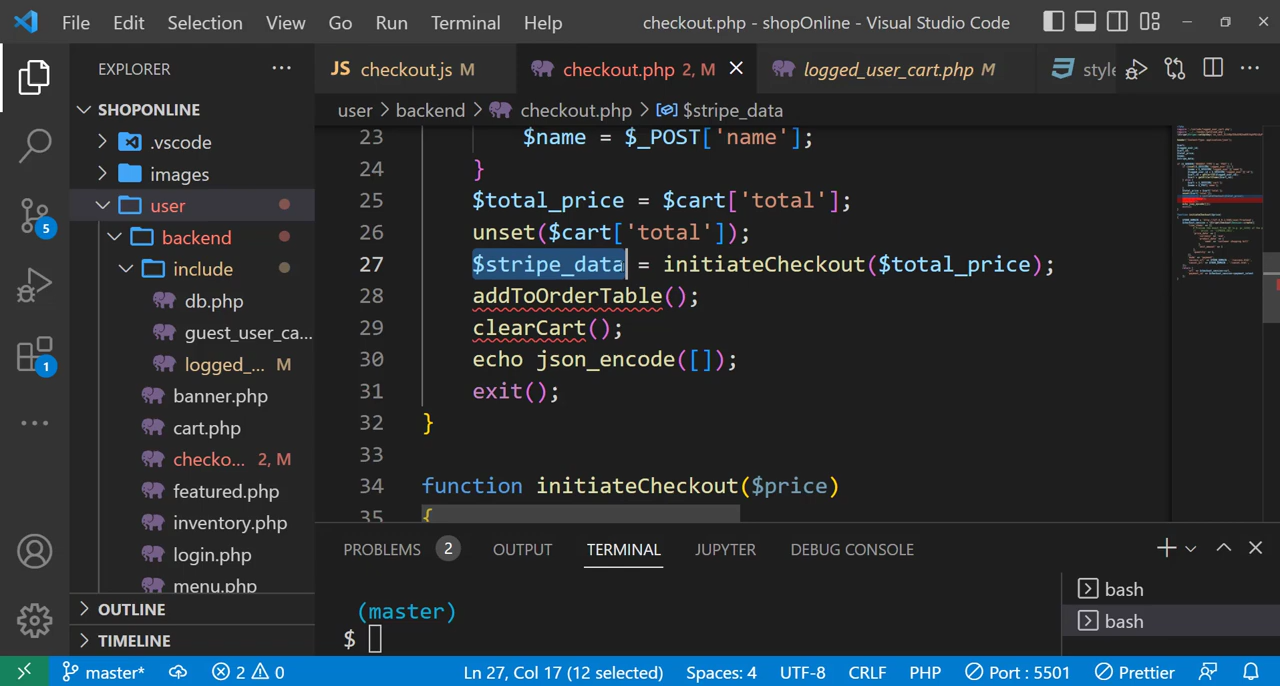 File Edit Selection View Go Run Terminal Help checkout.php - shopOnline - Visual Studio Code
EXPLORER
JS checkout.js M checkout.php 2, M logged_user_cart.php M style
SHOPONLINE
user > backend > checkout.php > $stripe_data
.vscode
images
user
backend
include
db.php
guest_user_ca...
logged_... M
banner.php
cart.php
checko... 2, M
featured.php
inventory.php
login.php
menu.php
OUTLINE
TIMELINE
5
1
23 $name = $_POST['name'];
24 }
25 $total_price = $cart['total'];
26 unset($cart['total']);
27 $stripe_data = initiateCheckout($total_price);
28 addToOrderTable();
29 clearCart();
30 echo json_encode([]);
31 exit();
32 }
33
34 function initiateCheckout($price)
35 {
PROBLEMS 2 OUTPUT TERMINAL JUPYTER DEBUG CONSOLE
(master)
$
bash
bash
master* 2 0 Ln 27, Col 17 (12 selected) Spaces: 4 UTF-8 CRLF PHP Port : 5501 Prettier